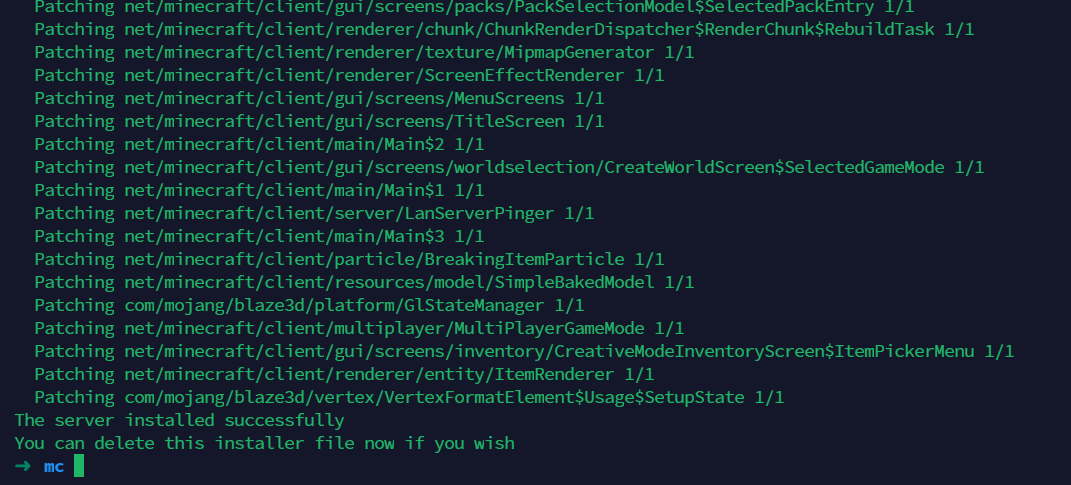 Patching net/minecraft/client/gui/screens/packs/PackSelectionModel$SelectedPackEntry 1/1
Patching net/minecraft/client/renderer/chunk/ChunkRenderDispatcher$RenderChunk$RebuildTask 1/1
Patching net/minecraft/client/renderer/texture/MipmapGenerator 1/1
Patching net/minecraft/client/renderer/ScreenEffectRenderer 1/1
Patching net/minecraft/client/gui/screens/MenuScreens 1/1
Patching net/minecraft/client/gui/screens/TitleScreen 1/1
Patching net/minecraft/client/main/Main$2 1/1
Patching net/minecraft/client/gui/screens/worldselection/CreateWorldScreen$SelectedGameMode 1/1
Patching net/minecraft/client/main/Main$1 1/1
Patching net/minecraft/client/server/LanServerPinger 1/1
Patching net/minecraft/client/main/Main$3 1/1
Patching net/minecraft/client/particle/BreakingItemParticle 1/1
Patching net/minecraft/client/resources/model/SimpleBakedModel 1/1
Patching com/mojang/blaze3d/platform/GlStateManager 1/1
Patching net/minecraft/client/multiplayer/MultiPlayerGameMode 1/1
Patching net/minecraft/client/gui/screens/inventory/CreativeModeInventoryScreen$ItemPickerMenu 1/1
Patching net/minecraft/client/renderer/entity/ItemRenderer 1/1
Patching com/mojang/blaze3d/vertex/VertexFormatElement$Usage$SetupState 1/1
The server installed successfully
You can delete this installer file now if you wish
➜ mc